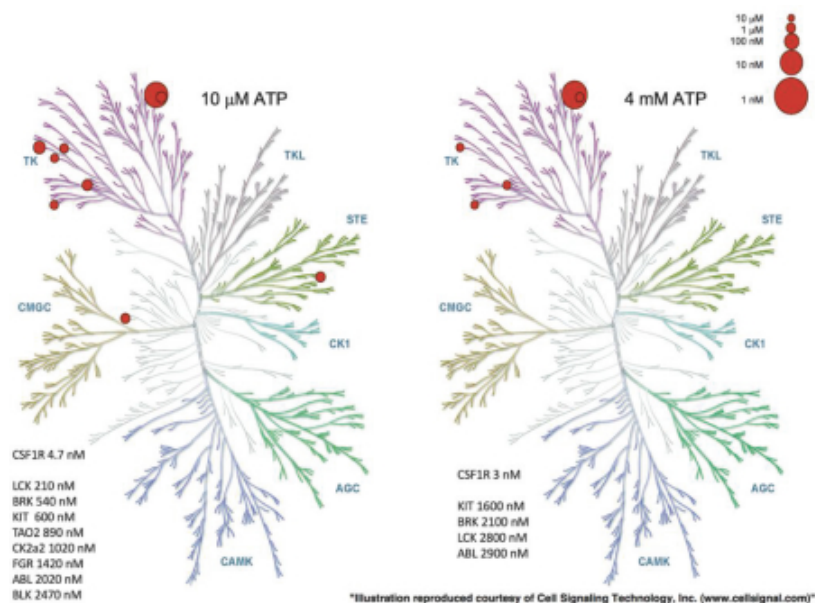 10 µM ATP
TK
TKL
STE
CMGC
CK1
AGC
CAMK
CSF1R 4.7 nM
LCK 210 nM
BRK 540 nM
KIT 600 nM
TAO2 890 nM
CK2a2 1020 nM
FGR 1420 nM
ABL 2020 nM
BLK 2470 nM
4 mM ATP
10 µM
1 µM
100 nM
10 nM
1 nM
TK
TKL
STE
CMGC
CK1
AGC
CAMK
CSF1R 3 nM
KIT 1600 nM
BRK 2100 nM
LCK 2800 nM
ABL 2900 nM
"Illustration reproduced courtesy of Cell Signaling Technology, Inc. (www.cellsignal.com)"